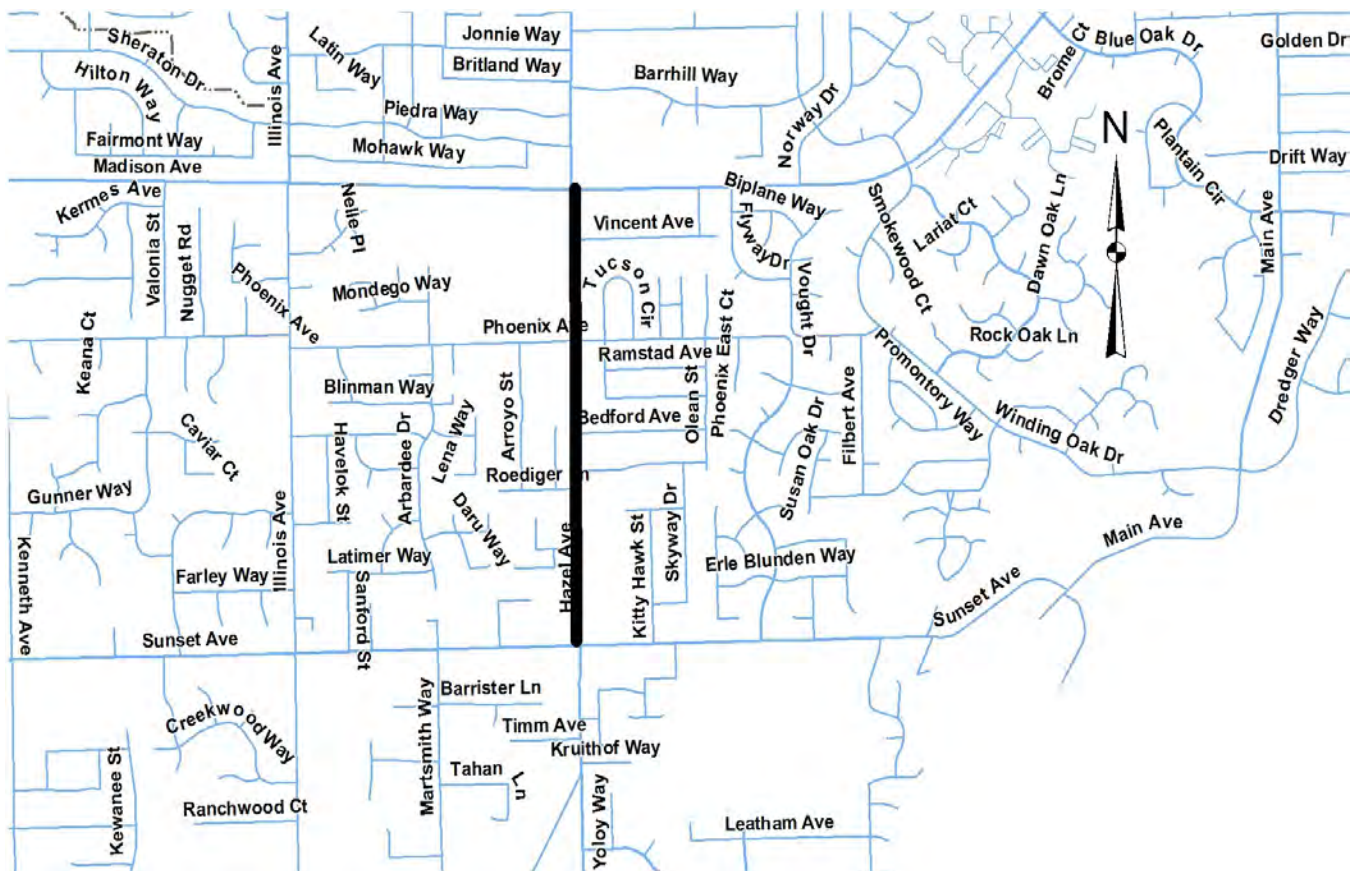 Jonnie Way
Blue Oak Dr
Sheraton Dr
Latin Way
Illinois Ave
Brome Ct
Golden Dr
Britland Way
Barrhill Way
Hilton Way
Piedra Way
Norway Dr
N
Fairmont Way
Mohawk Way
Plantain Cir
Drift Way
Madison Ave
Kermes Ave
Nelle Pl
Biplane Way
Valonia St
Nugget Rd
Vincent Ave
Flyway Dr
Smokewood Ct
Lariat Ct
Dawn Oak Ln
Main Ave
Phoenix Ave
Mondego Way
Tucson Cir
Vought Dr
Keana Ct
Phoenix Ave
Ramstad Ave
Phoenix East Ct
Rock Oak Ln
Dredger Way
Blinman Way
Promontory Way
Arroyo St
Bedford Ave
Olean St
Filbert Ave
Caviar Ct
Havelok St
Arbardee Dr
Lena Way
Susan Oak Dr
Winding Oak Dr
Gunner Way
Roediger Ln
Illinois Ave
Daru Way
Skyway Dr
Main Ave
Kenneth Ave
Farley Way
Latimer Way
Hazel Ave
Kitty Hawk St
Erle Blunden Way
Sanford St
Sunset Ave
Sunset Ave
Barrister Ln
Creekwood Way
Martsmith Way
Timm Ave
Kruithof Way
Kewanee St
Tahan Ln
Ranchwood Ct
Yoloy Way
Leatham Ave